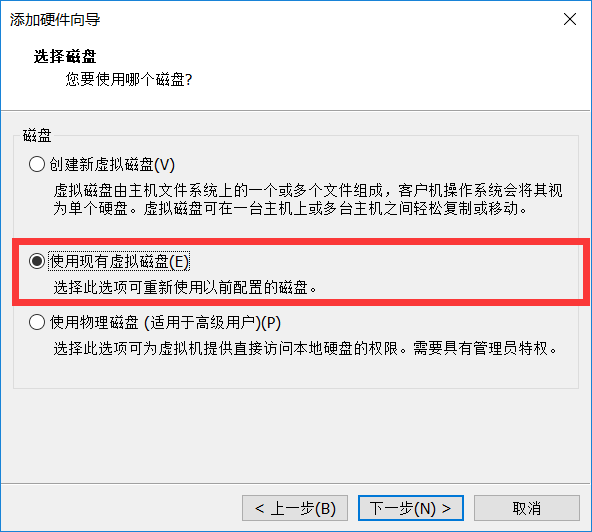 添加硬件向导
选择磁盘
您要使用哪个磁盘?
磁盘
创建新虚拟磁盘(V)
虚拟磁盘由主机文件系统上的一个或多个文件组成，客户机操作系统会将其视
为单个硬盘。虚拟磁盘可在一台主机上或多台主机之间轻松复制或移动。
使用现有虚拟磁盘(E)
选择此选项可重新使用以前配置的磁盘。
使用物理磁盘 (适用于高级用户)(P)
选择此选项可为虚拟机提供直接访问本地硬盘的权限。需要具有管理员特权。
< 上一步(B) 下一步(N) > 取消